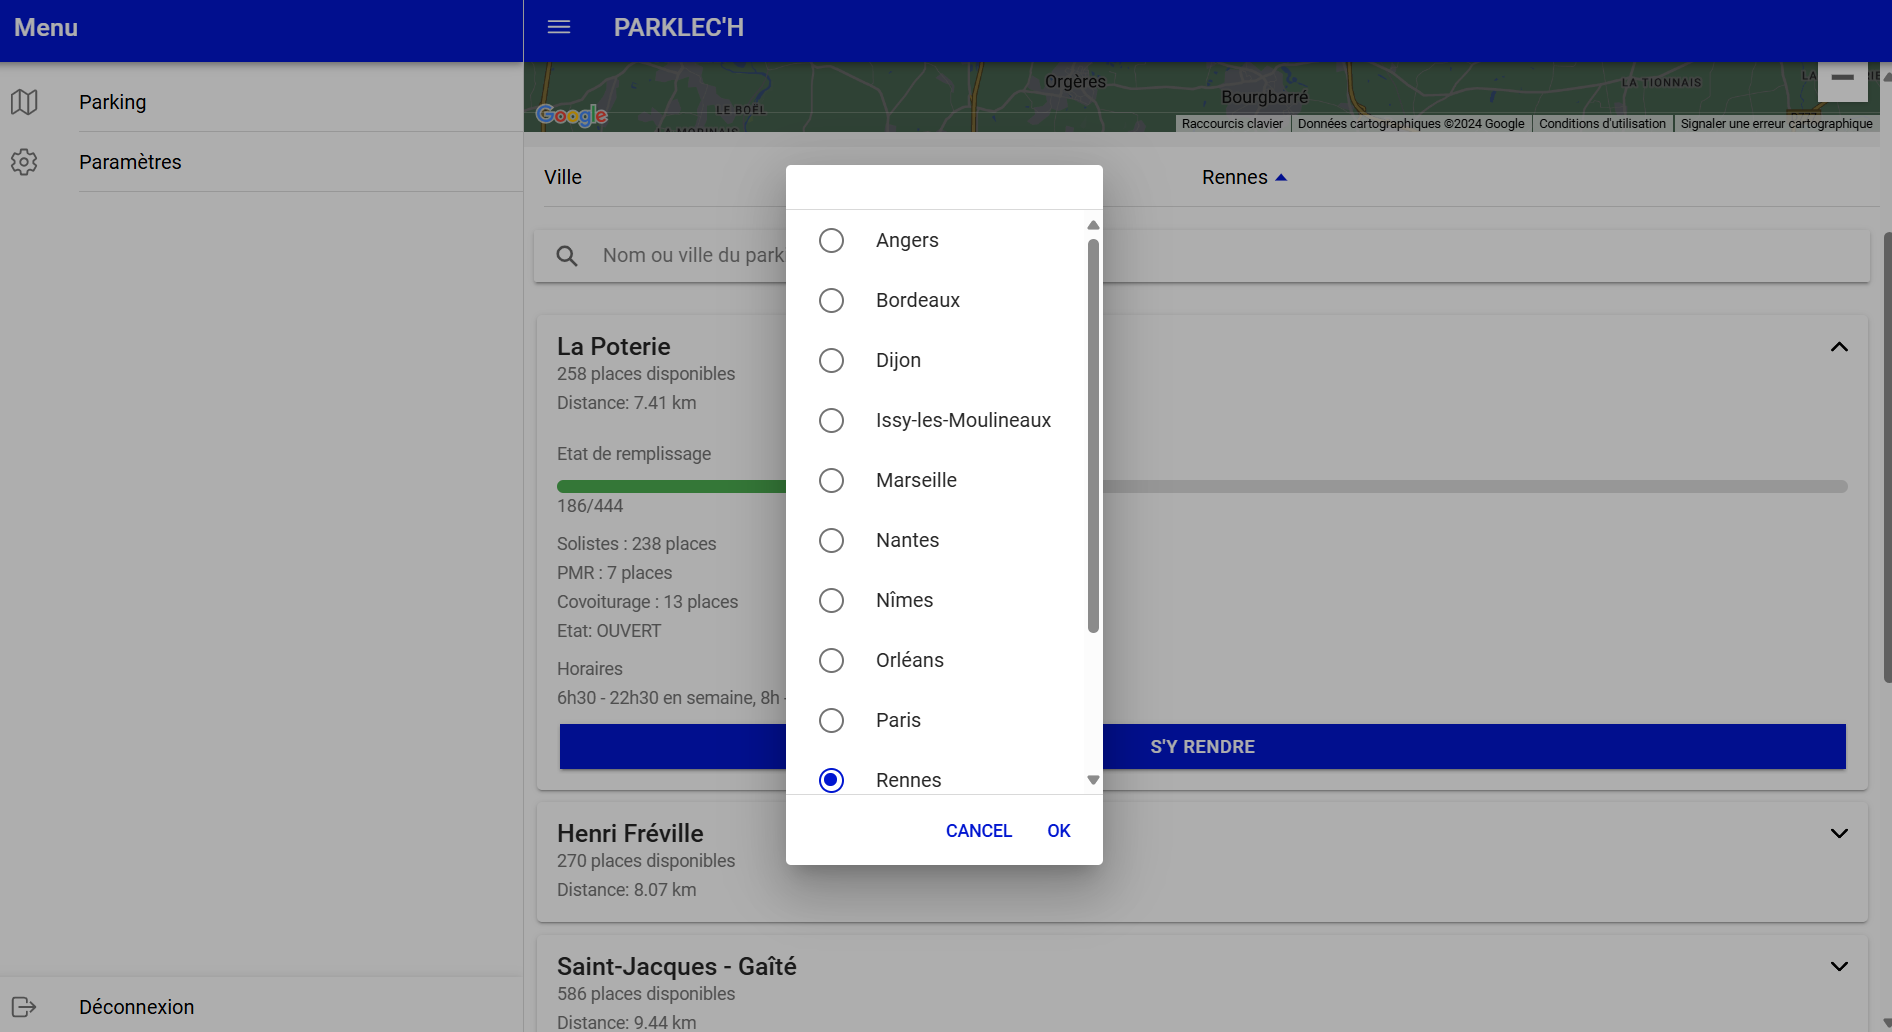 Menu
PARKLEC'H
Parking
Paramètres
Déconnexion
Orgères
LA TIONNAIS
Bourgbarré
LE BOËL
Google
Raccourcis clavier
Données cartographiques ©2024 Google
Conditions d'utilisation
Signaler une erreur cartographique
Ville
Rennes
Nom ou ville du park
La Poterie
258 places disponibles
Distance: 7.41 km
Etat de remplissage
186/444
Solistes : 238 places
PMR : 7 places
Covoiturage : 13 places
Etat: OUVERT
Horaires
6h30 - 22h30 en semaine, 8h -
S'Y RENDRE
Henri Fréville
270 places disponibles
Distance: 8.07 km
Saint-Jacques - Gaîté
586 places disponibles
Distance: 9.44 km
Angers
Bordeaux
Dijon
Issy-les-Moulineaux
Marseille
Nantes
Nîmes
Orléans
Paris
Rennes
CANCEL
OK